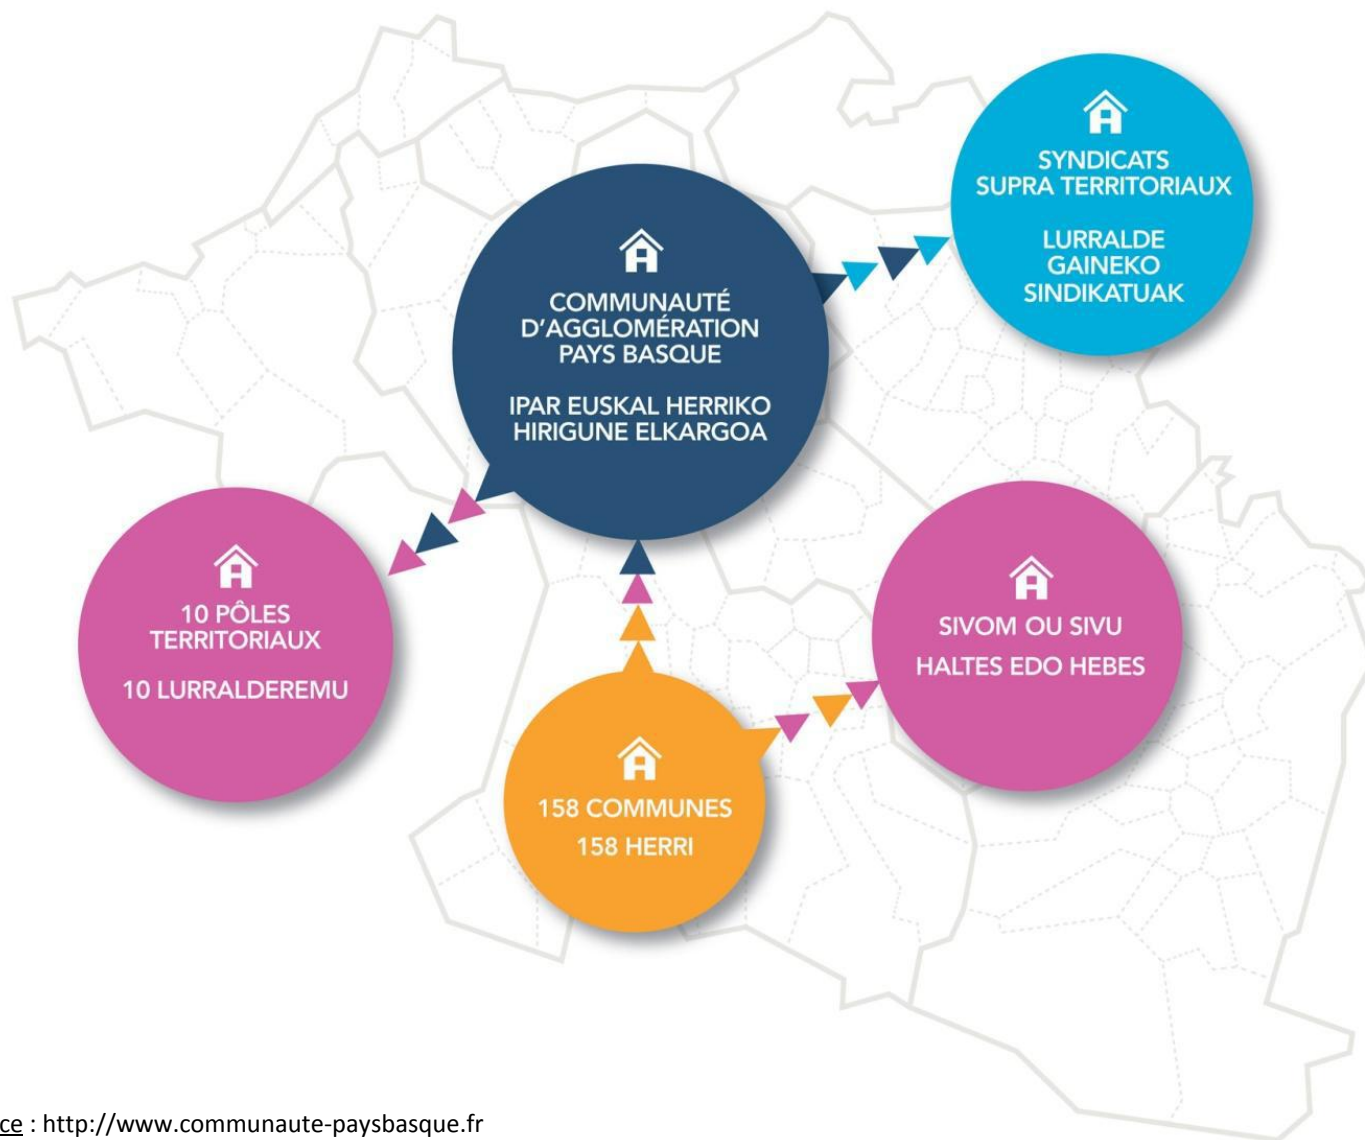 SYNDICATS
SUPRA TERRITORIAUX
LURRALDE
GAINEKO
SINDIKATUAK
COMMUNAUTÉ
D'AGGLOMÉRATION
PAYS BASQUE
IPAR EUSKAL HERRIKO
HIRIGUNE ELKARGOA
10 PÔLES
TERRITORIAUX
10 LURRALDEREMU
SIVOM OU SIVU
HALTES EDO HEBES
158 COMMUNES
158 HERRI
ce : http://www.communaute-paysbasque.fr